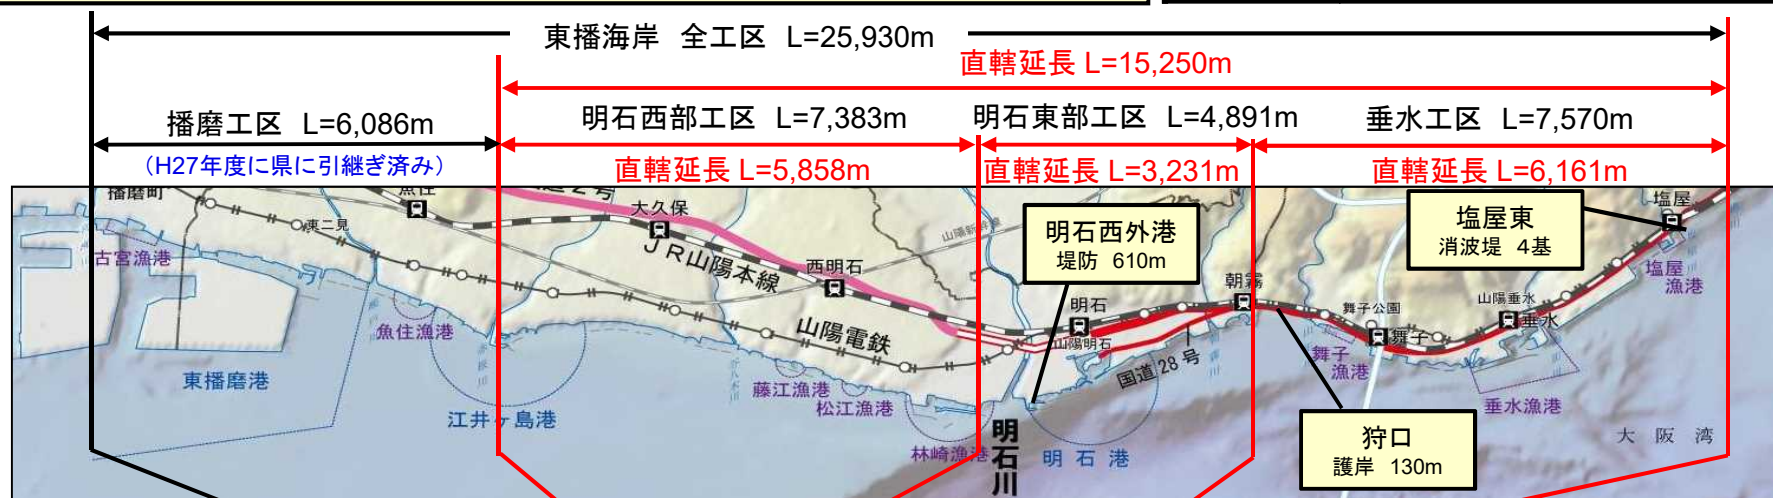 東播海岸 全工区 L=25,930m
直轄延長 L=15,250m
播磨工区 L=6,086m
明石西部工区 L=7,383m
明石東部工区 L=4,891m
垂水工区 L=7,570m
（H27年度に県に引継ぎ済み）
直轄延長 L=5,858m
直轄延長 L=3,231m
直轄延長 L=6,161m
播磨町
魚住
東二見
古宮漁港
魚住漁港
東播磨港
江井ヶ島港
大久保
JR山陽本線
西明石
山陽新幹線
山陽電鉄
藤江漁港
松江漁港
林崎漁港
明石川
明石西外港
堤防 610m
明石
山陽明石
国道28号
明石港
朝霧
舞子公園
舞子
舞子漁港
山陽垂水
垂水
垂水漁港
塩屋東
消波堤 4基
塩屋
塩屋漁港
狩口
護岸 130m
大阪湾